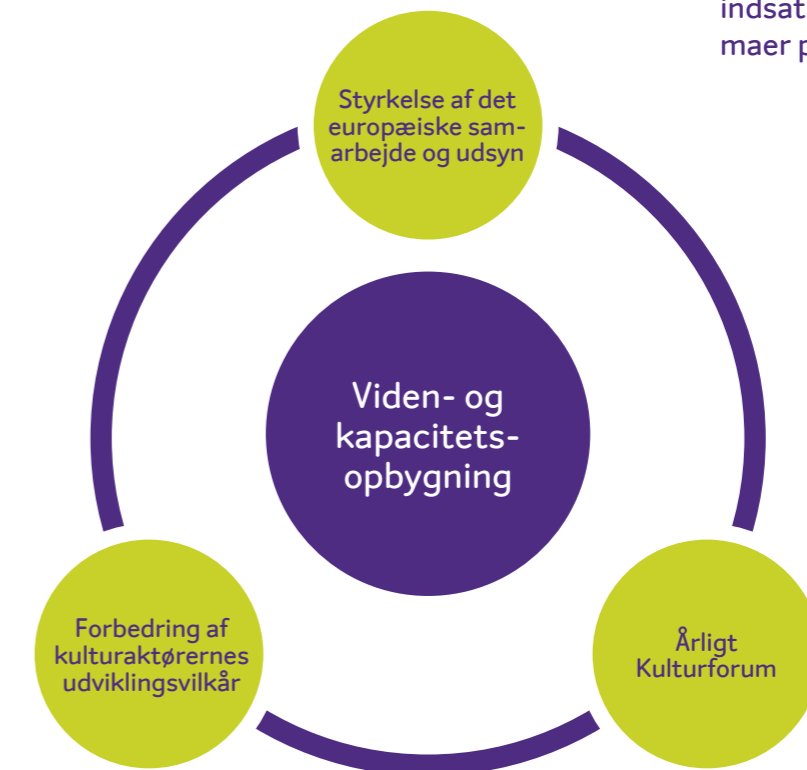 indsat
maer p
Styrkelse af det
europæiske sam-
arbejde og udsyn
Viden- og
kapacitets-
opbygning
Forbedring af
kulturaktørernes
udviklingsvilkår
Årligt
Kulturforum